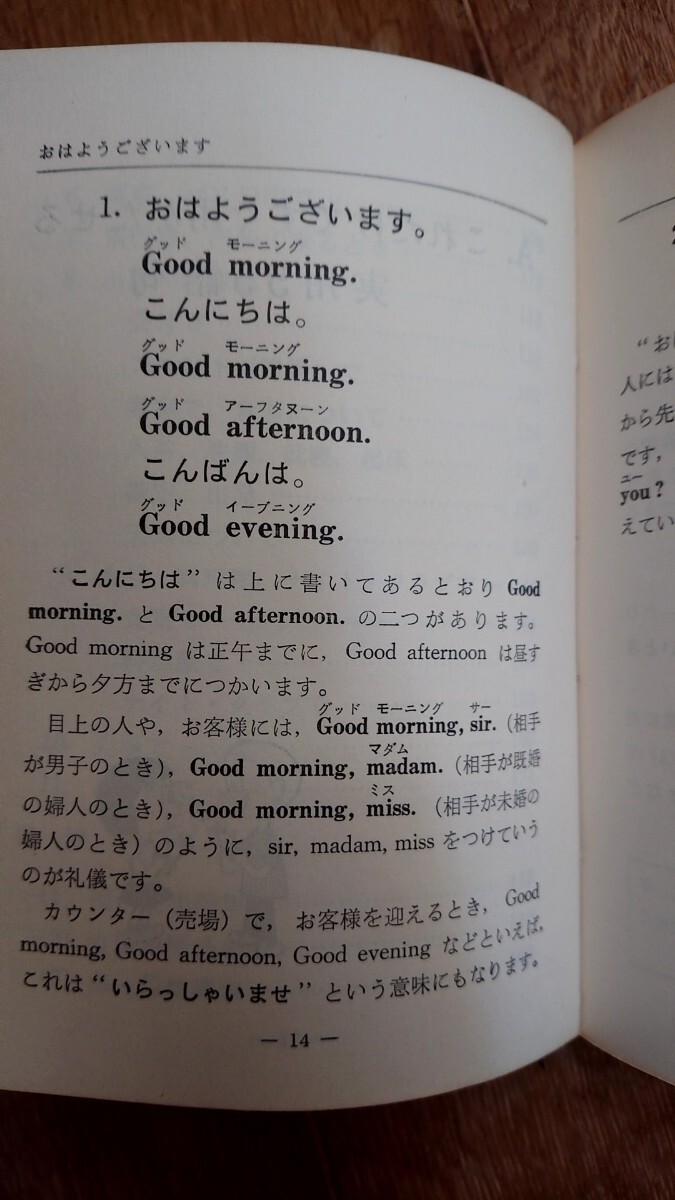 おはようございます
1. おはようございます。
グッド モーニング
Good morning.
こんにちは。
グッド モーニング
Good morning.
グッド アーフタヌーン
Good afternoon.
こんばんは。
グッド イーブニング
Good evening.
“こんにちは”は上に書いてあるとおり Good
morning. と Good afternoon. の二つがあります。
Good morning は正午までに, Good afternoon は昼す
ぎから夕方までにつかいます。
グッド モーニング サー
目上の人や, お客様には, Good morning, sir. (相手
マダム
が男子のとき), Good morning, madam. (相手が既婚
ミス
の婦人のとき), Good morning, miss. (相手が未婚の
婦人のとき) のように, sir, madam, miss をつけていう
のが礼儀です。
カウンター (売場) で, お客様を迎えるとき, Good
morning, Good afternoon, Good evening などといえば,
これは“いらっしゃいませ”という意味にもなります。
— 14 —
人には
から先
です,
ユー
you?
えてい